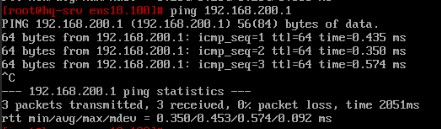 [root@hq-srv ens18.100]# ping 192.168.200.1
PING 192.168.200.1 (192.168.200.1) 56(84) bytes of data.
64 bytes from 192.168.200.1: icmp_seq=1 ttl=64 time=0.435 ms
64 bytes from 192.168.200.1: icmp_seq=2 ttl=64 time=0.350 ms
64 bytes from 192.168.200.1: icmp_seq=3 ttl=64 time=0.574 ms
^C
--- 192.168.200.1 ping statistics ---
3 packets transmitted, 3 received, 0% packet loss, time 2051ms
rtt min/avg/max/mdev = 0.350/0.453/0.574/0.092 ms